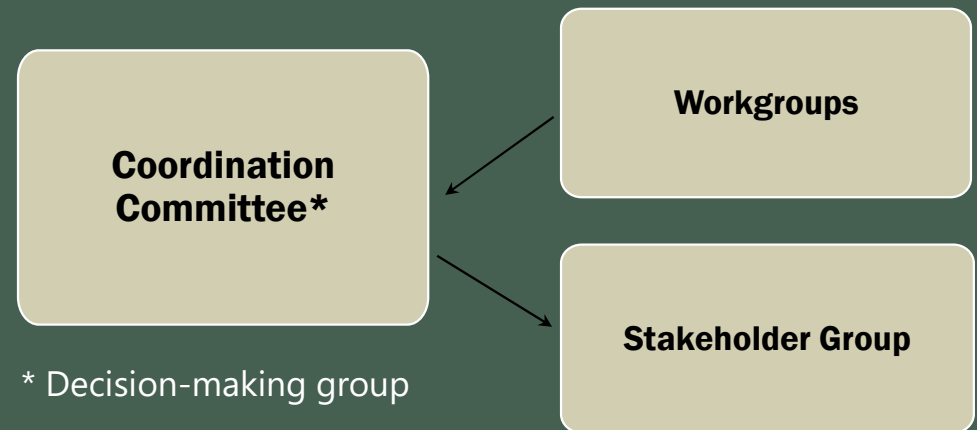 Coordination
Committee*
Workgroups
Stakeholder Group
* Decision-making group